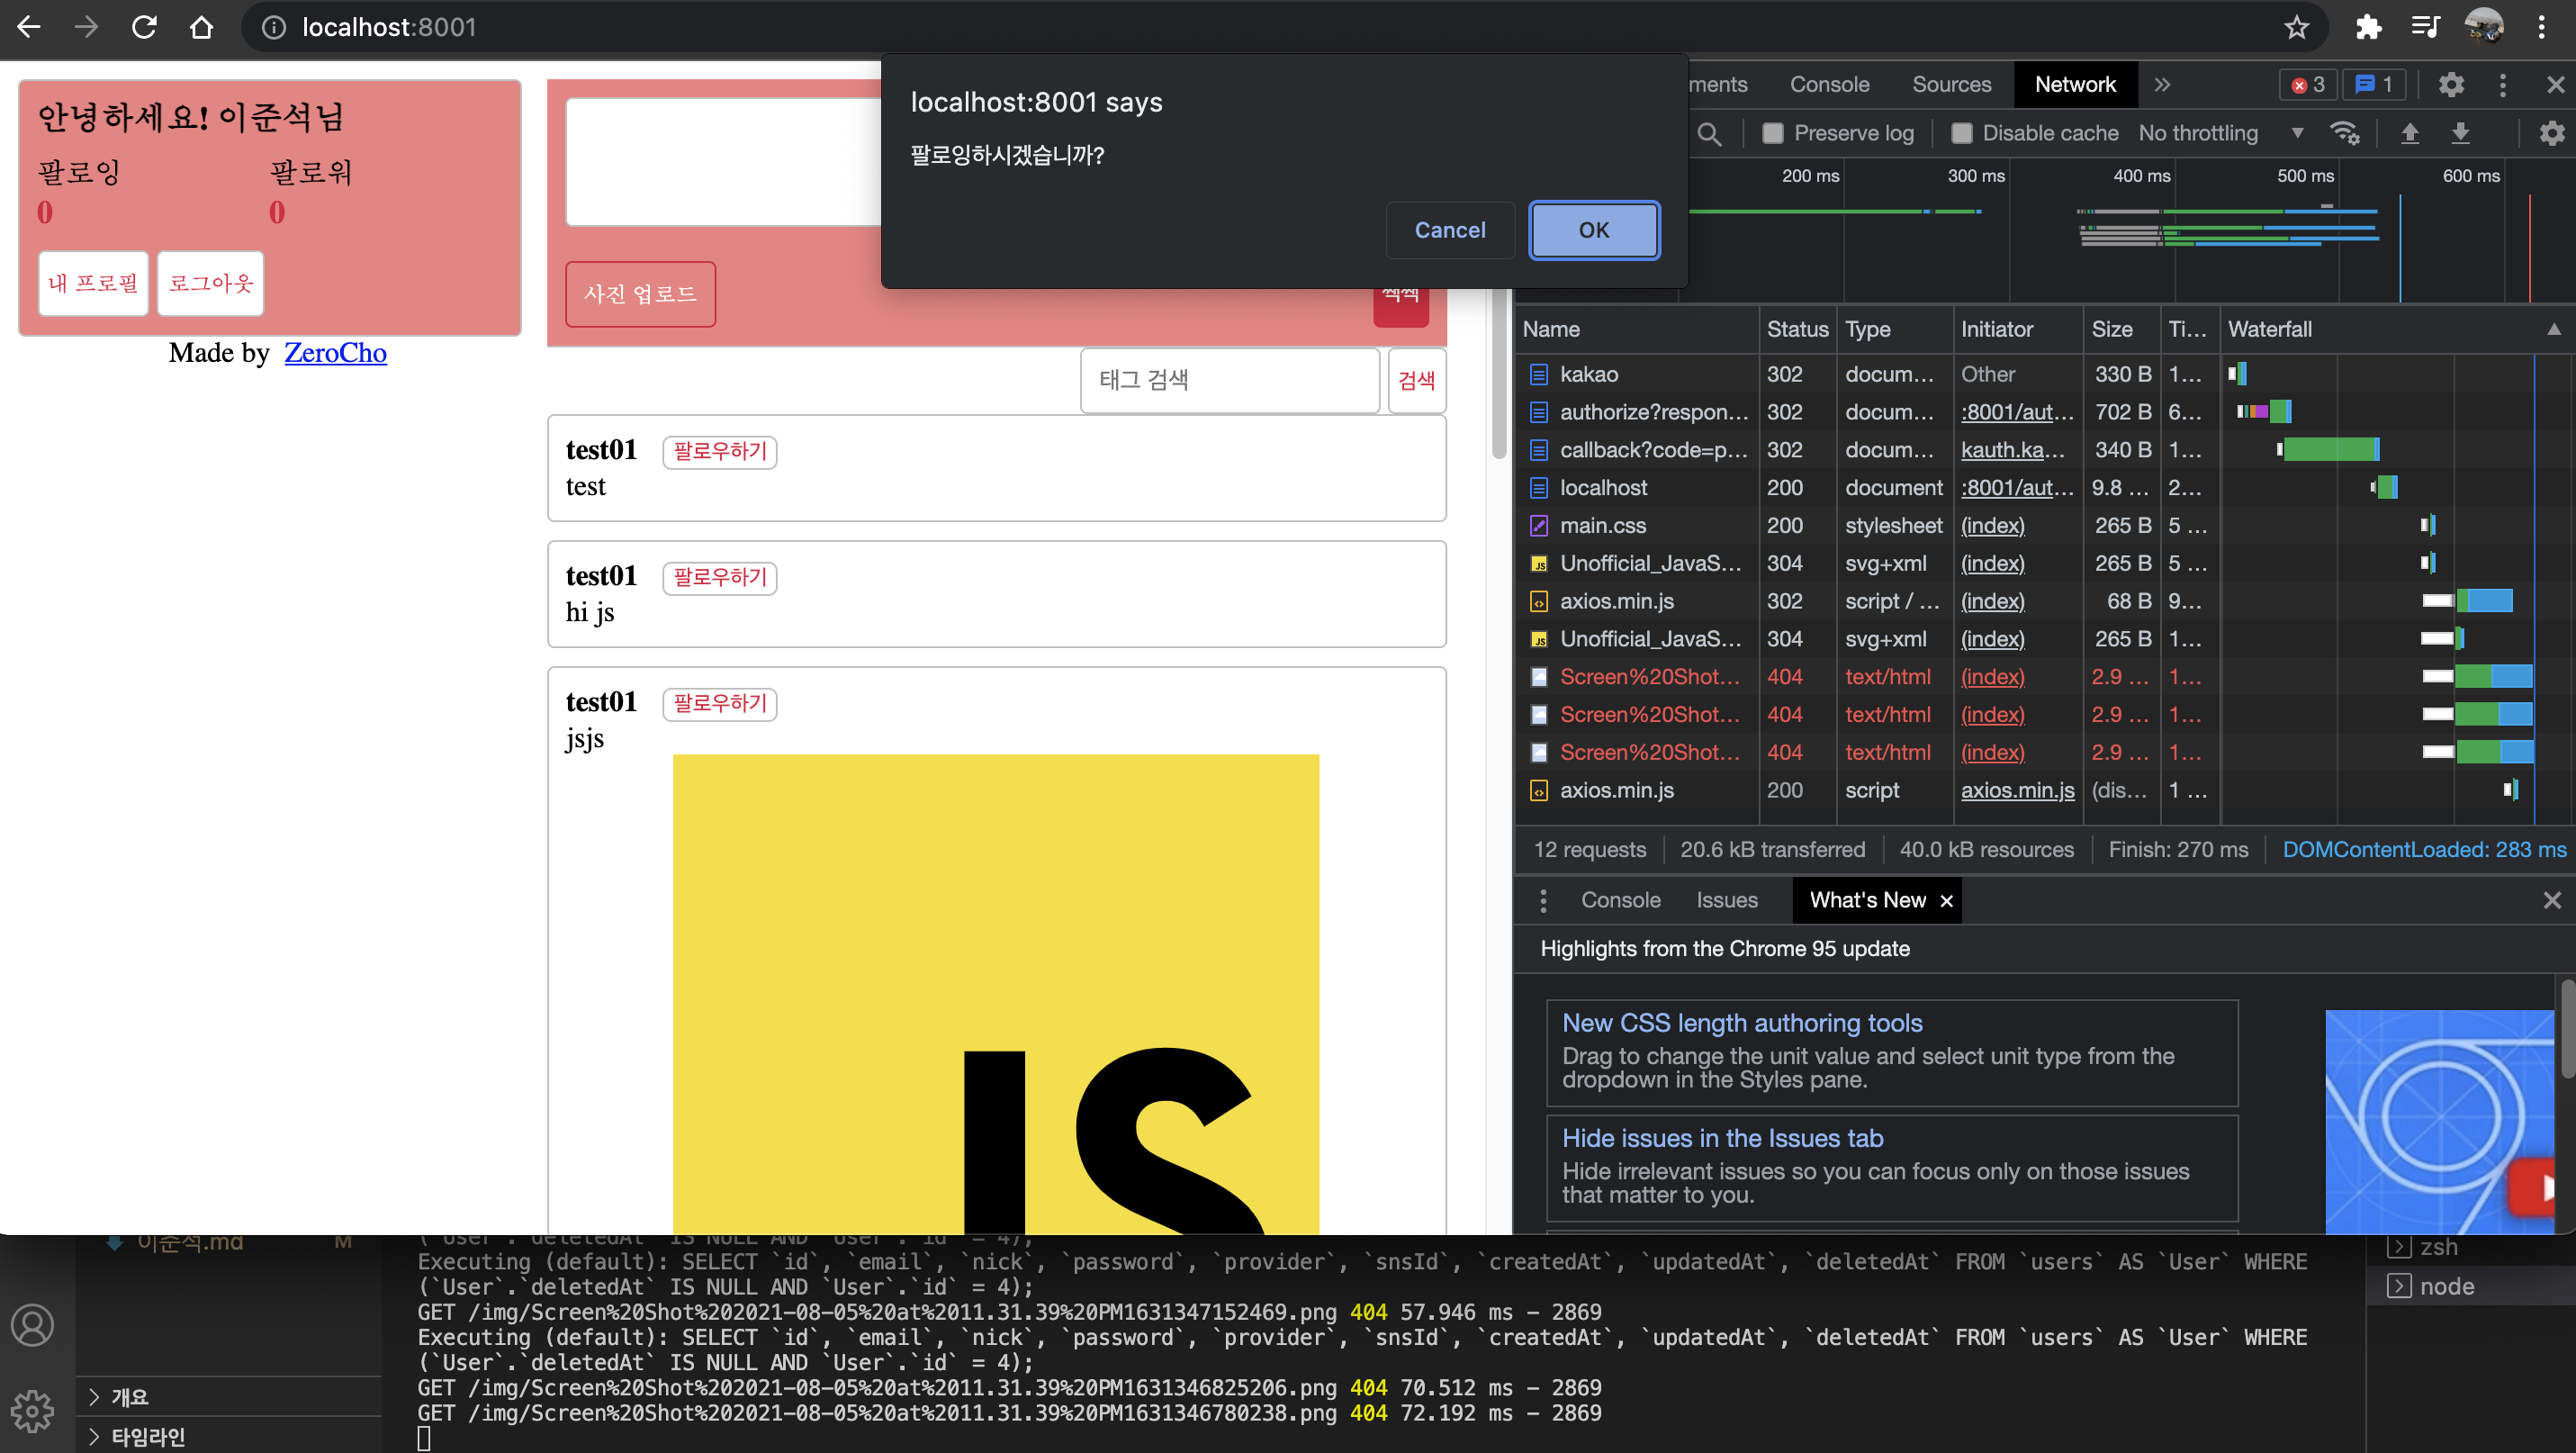 localhost:8001
안녕하세요! 이준석님
팔로잉 팔로워
0 0
내 프로필 로그아웃
Made by ZeroCho
localhost:8001 says
팔로잉하시겠습니까?
Cancel OK
사진 업로드
짹짹
태그 검색 검색
test01 팔로우하기
test
test01 팔로우하기
hi js
test01 팔로우하기
jsjs
JS
ments Console Sources Network 3 1
Preserve log Disable cache No throttling
200 ms 300 ms 400 ms 500 ms 600 ms
Name Status Type Initiator Size Ti... Waterfall
kakao 302 docum... Other 330 B 1...
authorize?respon... 302 docum... :8001/aut... 702 B 6...
callback?code=p... 302 docum... kauth.ka... 340 B 1...
localhost 200 document :8001/aut... 9.8 ... 2...
main.css 200 stylesheet (index) 265 B 5 ...
Unofficial_JavaS... 304 svg+xml (index) 265 B 5 ...
axios.min.js 302 script / ... (index) 68 B 9...
Unofficial_JavaS... 304 svg+xml (index) 265 B 1...
Screen%20Shot... 404 text/html (index) 2.9 ... 1...
Screen%20Shot... 404 text/html (index) 2.9 ... 1...
Screen%20Shot... 404 text/html (index) 2.9 ... 1...
axios.min.js 200 script axios.min.js (dis... 1 ...
12 requests 20.6 kB transferred 40.0 kB resources Finish: 270 ms DOMContentLoaded: 283 ms
Console Issues What's New
Highlights from the Chrome 95 update
New CSS length authoring tools
Drag to change the unit value and select unit type from the
dropdown in the Styles pane.
Hide issues in the Issues tab
Hide irrelevant issues so you can focus only on those issues
that matter to you.
이준석.md M
개요
타임라인
(`User`.`deletedAt` IS NULL AND `User`.`id` = 4);
Executing (default): SELECT `id`, `email`, `nick`, `password`, `provider`, `snsId`, `createdAt`, `updatedAt`, `deletedAt` FROM `users` AS `User` WHERE
(`User`.`deletedAt` IS NULL AND `User`.`id` = 4);
GET /img/Screen%20Shot%202021-08-05%20at%2011.31.39%20PM1631347152469.png 404 57.946 ms - 2869
Executing (default): SELECT `id`, `email`, `nick`, `password`, `provider`, `snsId`, `createdAt`, `updatedAt`, `deletedAt` FROM `users` AS `User` WHERE
(`User`.`deletedAt` IS NULL AND `User`.`id` = 4);
GET /img/Screen%20Shot%202021-08-05%20at%2011.31.39%20PM1631346825206.png 404 70.512 ms - 2869
GET /img/Screen%20Shot%202021-08-05%20at%2011.31.39%20PM1631346780238.png 404 72.192 ms - 2869
zsh
node